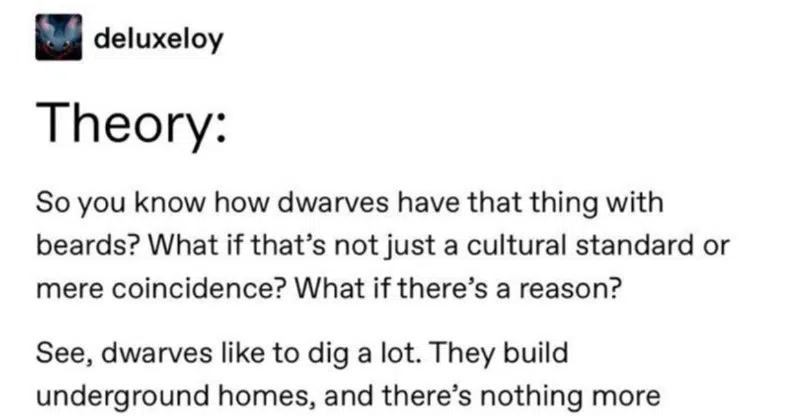 deluxeloy
Theory:
So you know how dwarves have that thing with
beards? What if that’s not just a cultural standard or
mere coincidence? What if there’s a reason?
See, dwarves like to dig a lot. They build
underground homes, and there’s nothing more